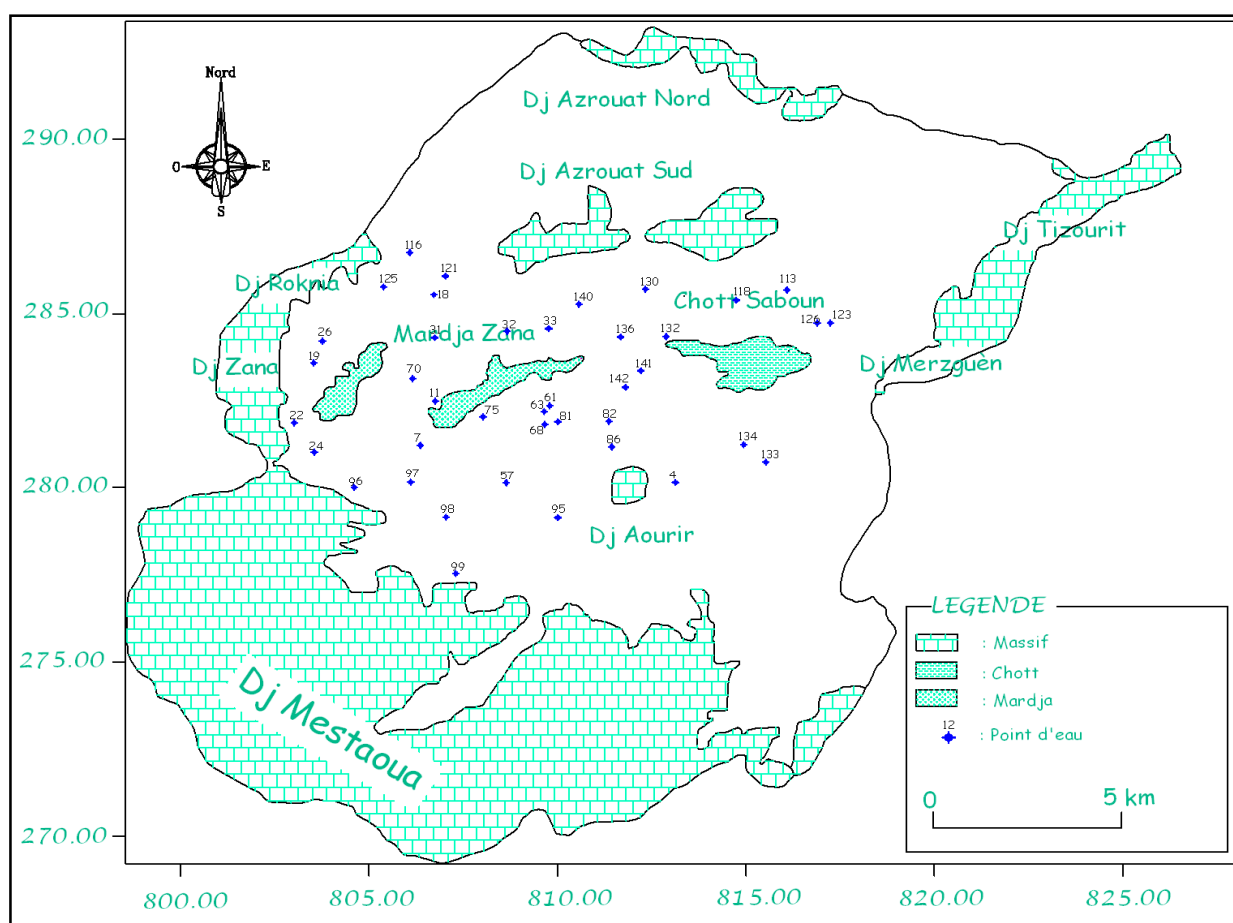 Nord
O
E
S
290.00
285.00
280.00
275.00
270.00
800.00
805.00
810.00
815.00
820.00
825.00
Dj Azrouat Nord
Dj Azrouat Sud
Dj Tizourit
Dj Roknia
Chott Saboun
Mardja Zana
Dj Zana
Dj Merzguèn
Dj Aourir
Dj Mestaoua
116
121
125
18
130
113
118
140
126
123
26
31
32
33
136
132
19
70
141
142
11
75
61
63
68
81
82
22
24
7
86
134
133
96
97
57
4
98
95
99
LEGENDE
: Massif
: Chott
: Mardja
12
: Point d'eau
0
5 km